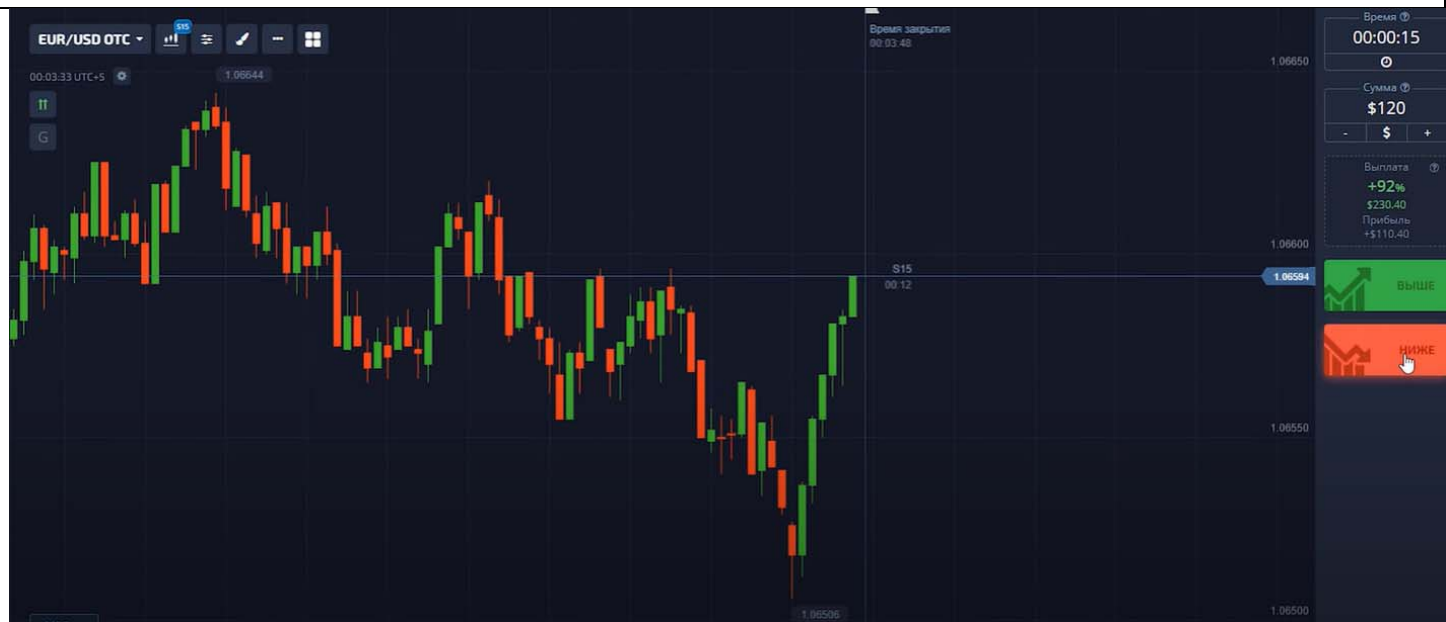 S15
EUR/USD OTC
00:03:33 UTC+5
1.06644
G
Время закрытия
00:03:48
1.06650
1.06600
S15
00:12
1.06594
1.06550
1.06506
1.06500
Время
00:00:15
Сумма
$120
- $ +
Выплата
+92%
$230.40
Прибыль
+$110.40
ВЫШЕ
НИЖЕ